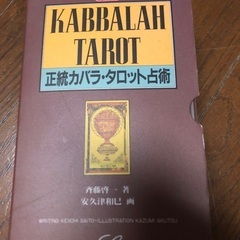 KABBALAH
TAROT
正統カバラ・タロット占術
斉藤啓一 著
安久津和巳 画
WRITING・KEIICHI SAITO・ILLUSTRATION・KAZUMI AKUTSU